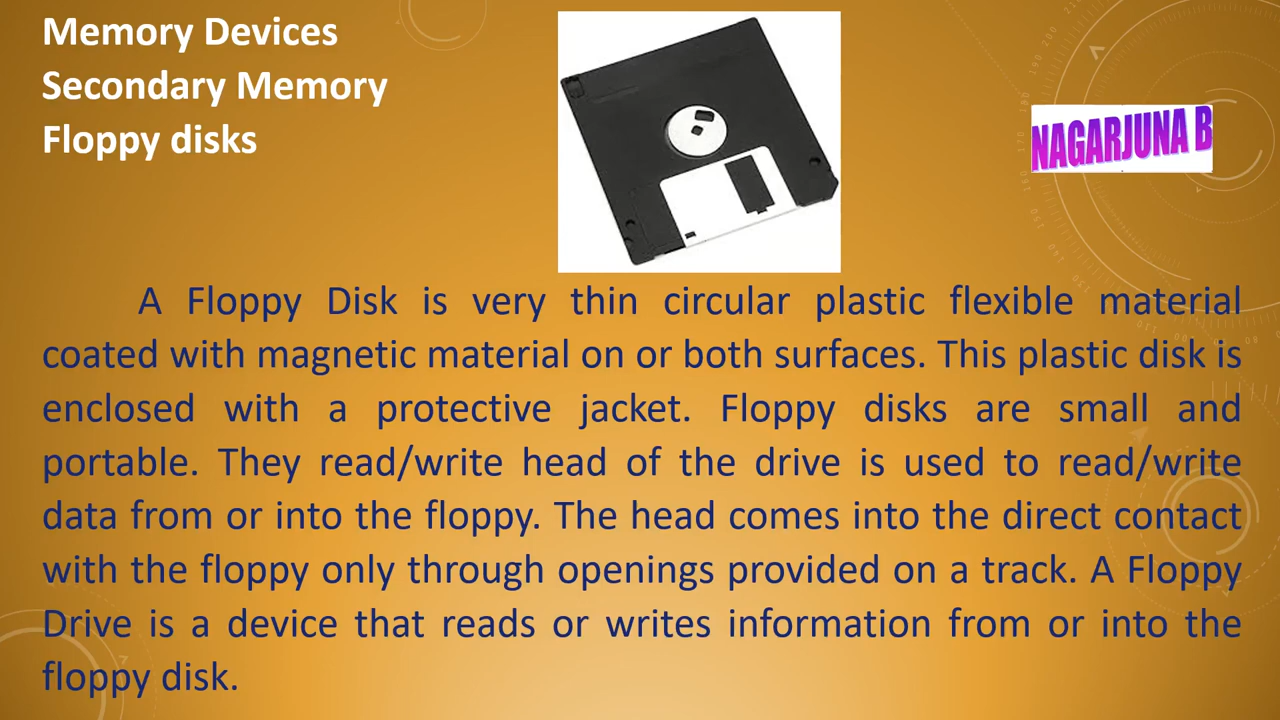 Memory Devices
Secondary Memory
Floppy disks
NAGARJUNA B
A Floppy Disk is very thin circular plastic flexible material
coated with magnetic material on or both surfaces. This plastic disk is
enclosed with a protective jacket. Floppy disks are small and
portable. They read/write head of the drive is used to read/write
data from or into the floppy. The head comes into the direct contact
with the floppy only through openings provided on a track. A Floppy
Drive is a device that reads or writes information from or into the
floppy disk.